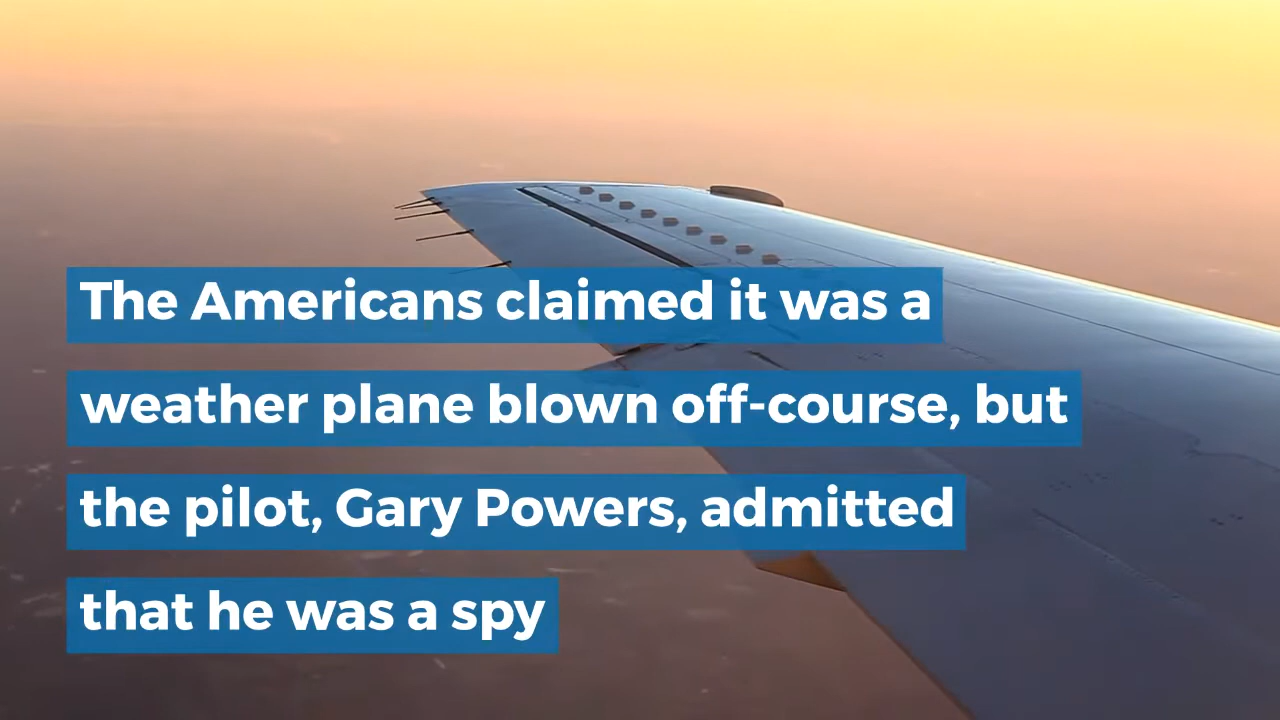 The Americans claimed it was a
weather plane blown off-course, but
the pilot, Gary Powers, admitted
that he was a spy